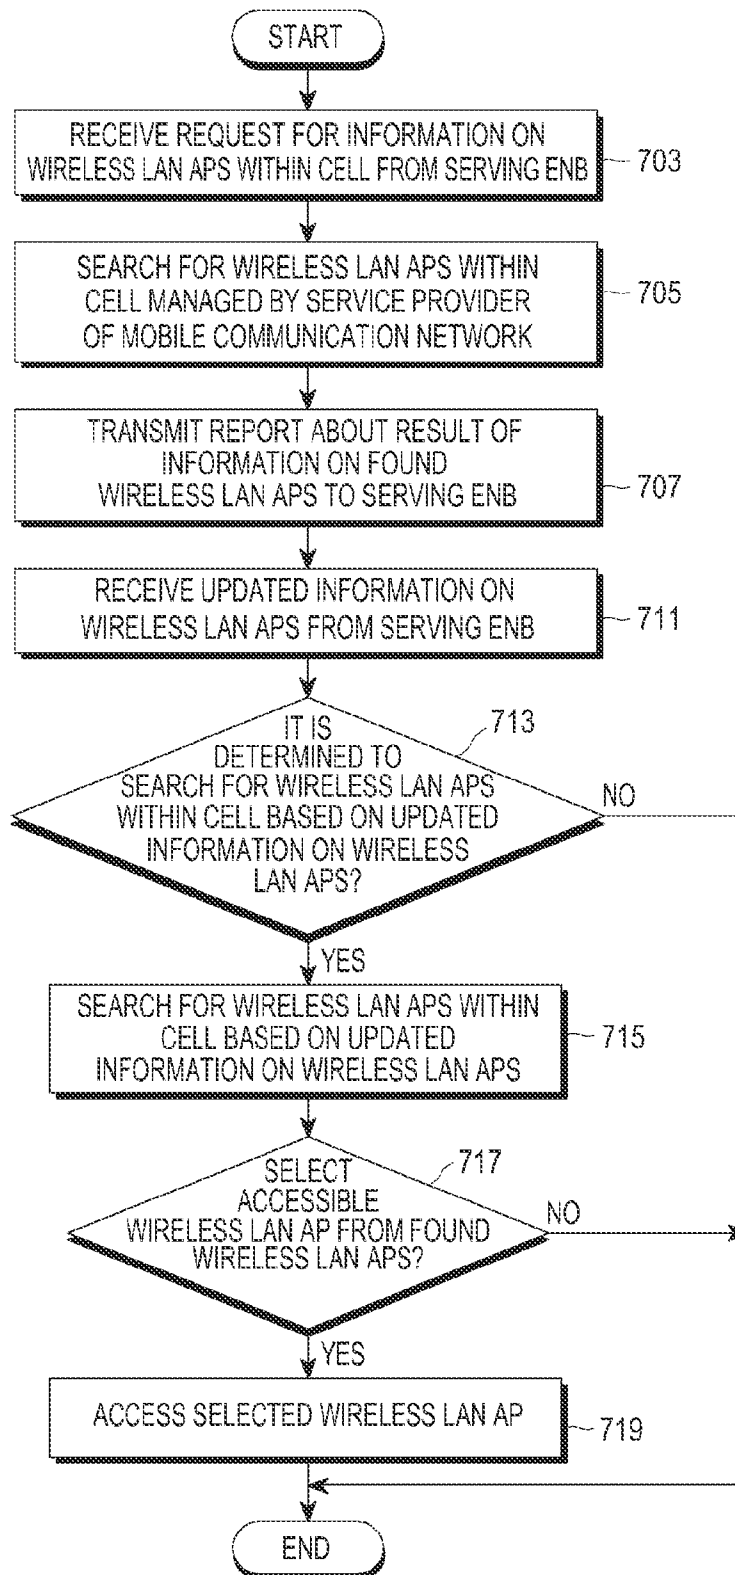 START
RECEIVE REQUEST FOR INFORMATION ON
WIRELESS LAN APS WITHIN CELL FROM SERVING ENB
703
SEARCH FOR WIRELESS LAN APS WITHIN
CELL MANAGED BY SERVICE PROVIDER
OF MOBILE COMMUNICATION NETWORK
705
TRANSMIT REPORT ABOUT RESULT OF
INFORMATION ON FOUND
WIRELESS LAN APS TO SERVING ENB
707
RECEIVE UPDATED INFORMATION ON
WIRELESS LAN APS FROM SERVING ENB
711
713
IT IS
DETERMINED TO
SEARCH FOR WIRELESS LAN APS
WITHIN CELL BASED ON UPDATED
INFORMATION ON WIRELESS
LAN APS?
NO
YES
SEARCH FOR WIRELESS LAN APS WITHIN
CELL BASED ON UPDATED
INFORMATION ON WIRELESS LAN APS
715
717
SELECT
ACCESSIBLE
WIRELESS LAN AP FROM FOUND
WIRELESS LAN APS?
NO
YES
ACCESS SELECTED WIRELESS LAN AP
719
END